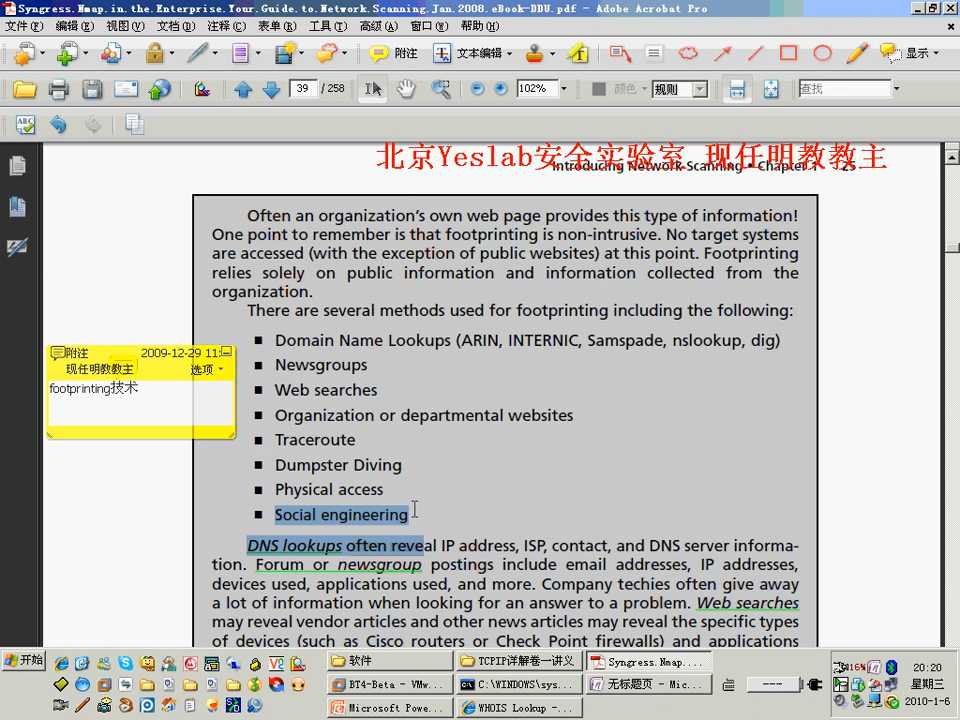 Syngress.Nmap.in.the.Enterprise.Your.Guide.to.Network.Scanning.Jan.2008.eBook-DDU.pdf - Adobe Acrobat Pro
文件(F) 编辑(E) 视图(V) 文档(D) 注释(C) 表单(R) 工具(T) 高级(A) 窗口(W) 帮助(H)
附注 文本编辑 显示
39 / 258 102% 颜色 规则 查找
北京Yeslab安全实验室 现任明教教主
Introducing Network Scanning • Chapter 1 25
Often an organization's own web page provides this type of information!
One point to remember is that footprinting is non-intrusive. No target systems
are accessed (with the exception of public websites) at this point. Footprinting
relies solely on public information and information collected from the
organization.
There are several methods used for footprinting including the following:
■ Domain Name Lookups (ARIN, INTERNIC, Samspade, nslookup, dig)
■ Newsgroups
■ Web searches
■ Organization or departmental websites
■ Traceroute
■ Dumpster Diving
■ Physical access
■ Social engineering
附注 2009-12-29 11:
现任明教教主 选项
footprinting技术
DNS lookups often reveal IP address, ISP, contact, and DNS server informa-
tion. Forum or newsgroup postings include email addresses, IP addresses,
devices used, applications used, and more. Company techies often give away
a lot of information when looking for an answer to a problem. Web searches
may reveal vendor articles and other news articles may reveal the specific types
of devices (such as Cisco routers or Check Point firewalls) and applications
开始 软件 TCPIP详解卷一讲义 Syngress.Nmap.... 16% 20:20
BT4-Beta - VMw... C:\WINDOWS\sys... 无标题页 - Mic... 星期三
Microsoft Powe... WHOIS Lookup -... 2010-1-6